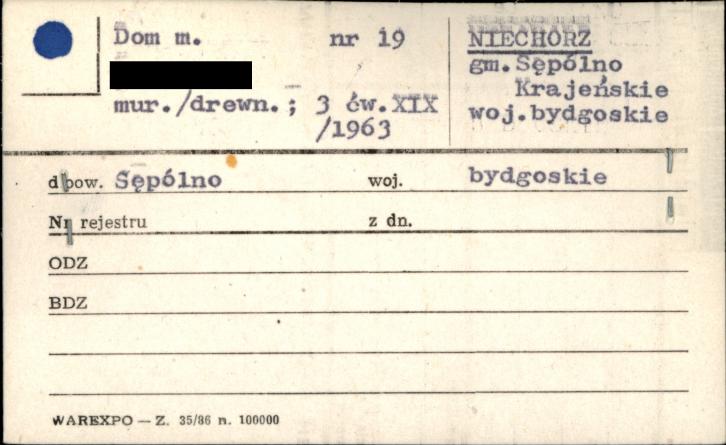 Dom m. nr 19
mur./drewn.; 3 ćw.XIX
/1963
NIECHORZ
gm.Sępólno
Krajeńskie
woj.bydgoskie
d pow. Sępólno woj. bydgoskie
Nr rejestru z dn.
ODZ
BDZ
WAREXPO — Z. 35/86 n. 100000